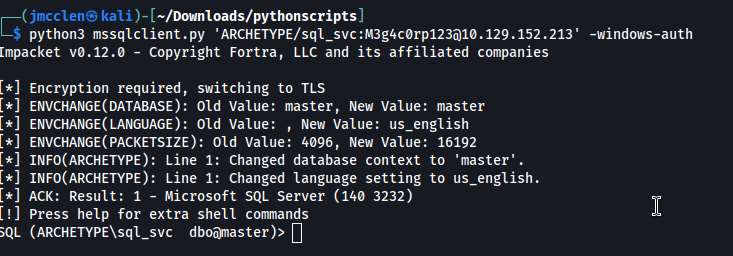 ┌──(jmcclen㉿kali)-[~/Downloads/pythonscripts]
└─$ python3 mssqlclient.py 'ARCHETYPE/sql_svc:M3g4c0rp123@10.129.152.213' -windows-auth
Impacket v0.12.0 - Copyright Fortra, LLC and its affiliated companies
[*] Encryption required, switching to TLS
[*] ENVCHANGE(DATABASE): Old Value: master, New Value: master
[*] ENVCHANGE(LANGUAGE): Old Value: , New Value: us_english
[*] ENVCHANGE(PACKETSIZE): Old Value: 4096, New Value: 16192
[*] INFO(ARCHETYPE): Line 1: Changed database context to 'master'.
[*] INFO(ARCHETYPE): Line 1: Changed language setting to us_english.
[*] ACK: Result: 1 - Microsoft SQL Server (140 3232)
[!] Press help for extra shell commands
SQL (ARCHETYPE\sql_svc  dbo@master)>